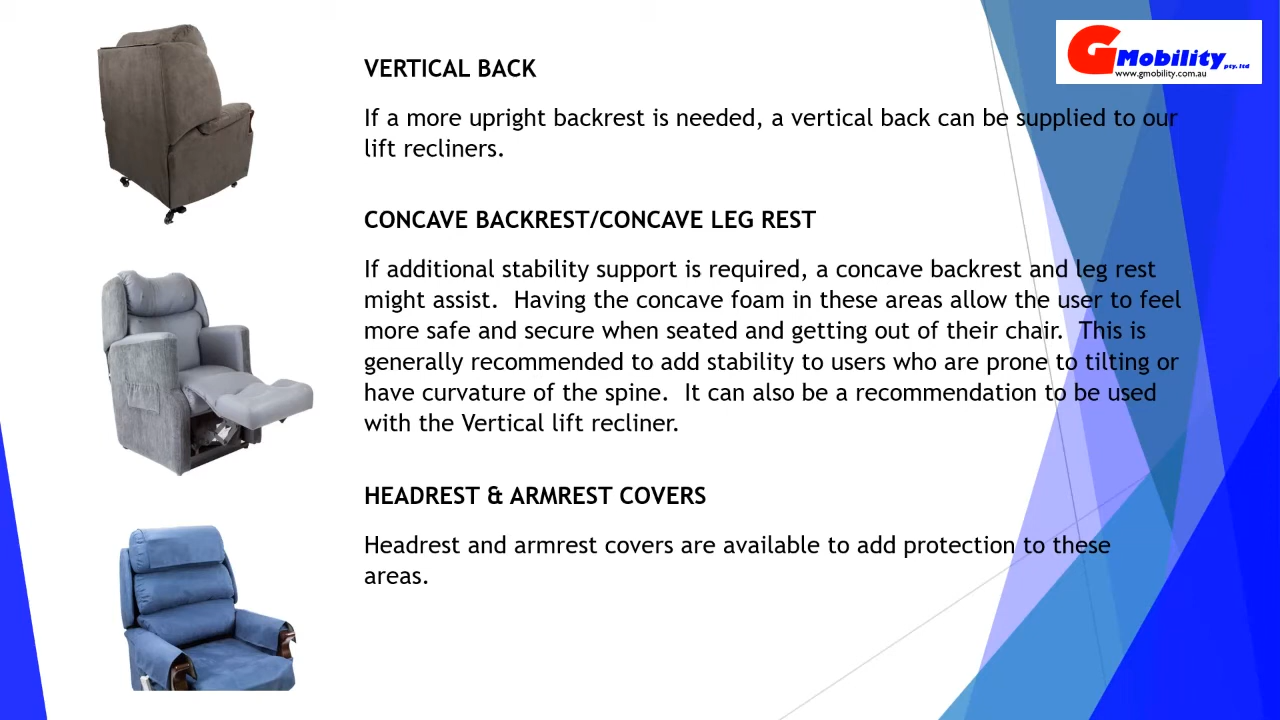 GMobility pty. ltd
www.gmobility.com.au
VERTICAL BACK
If a more upright backrest is needed, a vertical back can be supplied to our
lift recliners.
CONCAVE BACKREST/CONCAVE LEG REST
If additional stability support is required, a concave backrest and leg rest
might assist.  Having the concave foam in these areas allow the user to feel
more safe and secure when seated and getting out of their chair.  This is
generally recommended to add stability to users who are prone to tilting or
have curvature of the spine.  It can also be a recommendation to be used
with the Vertical lift recliner.
HEADREST & ARMREST COVERS
Headrest and armrest covers are available to add protection to these
areas.